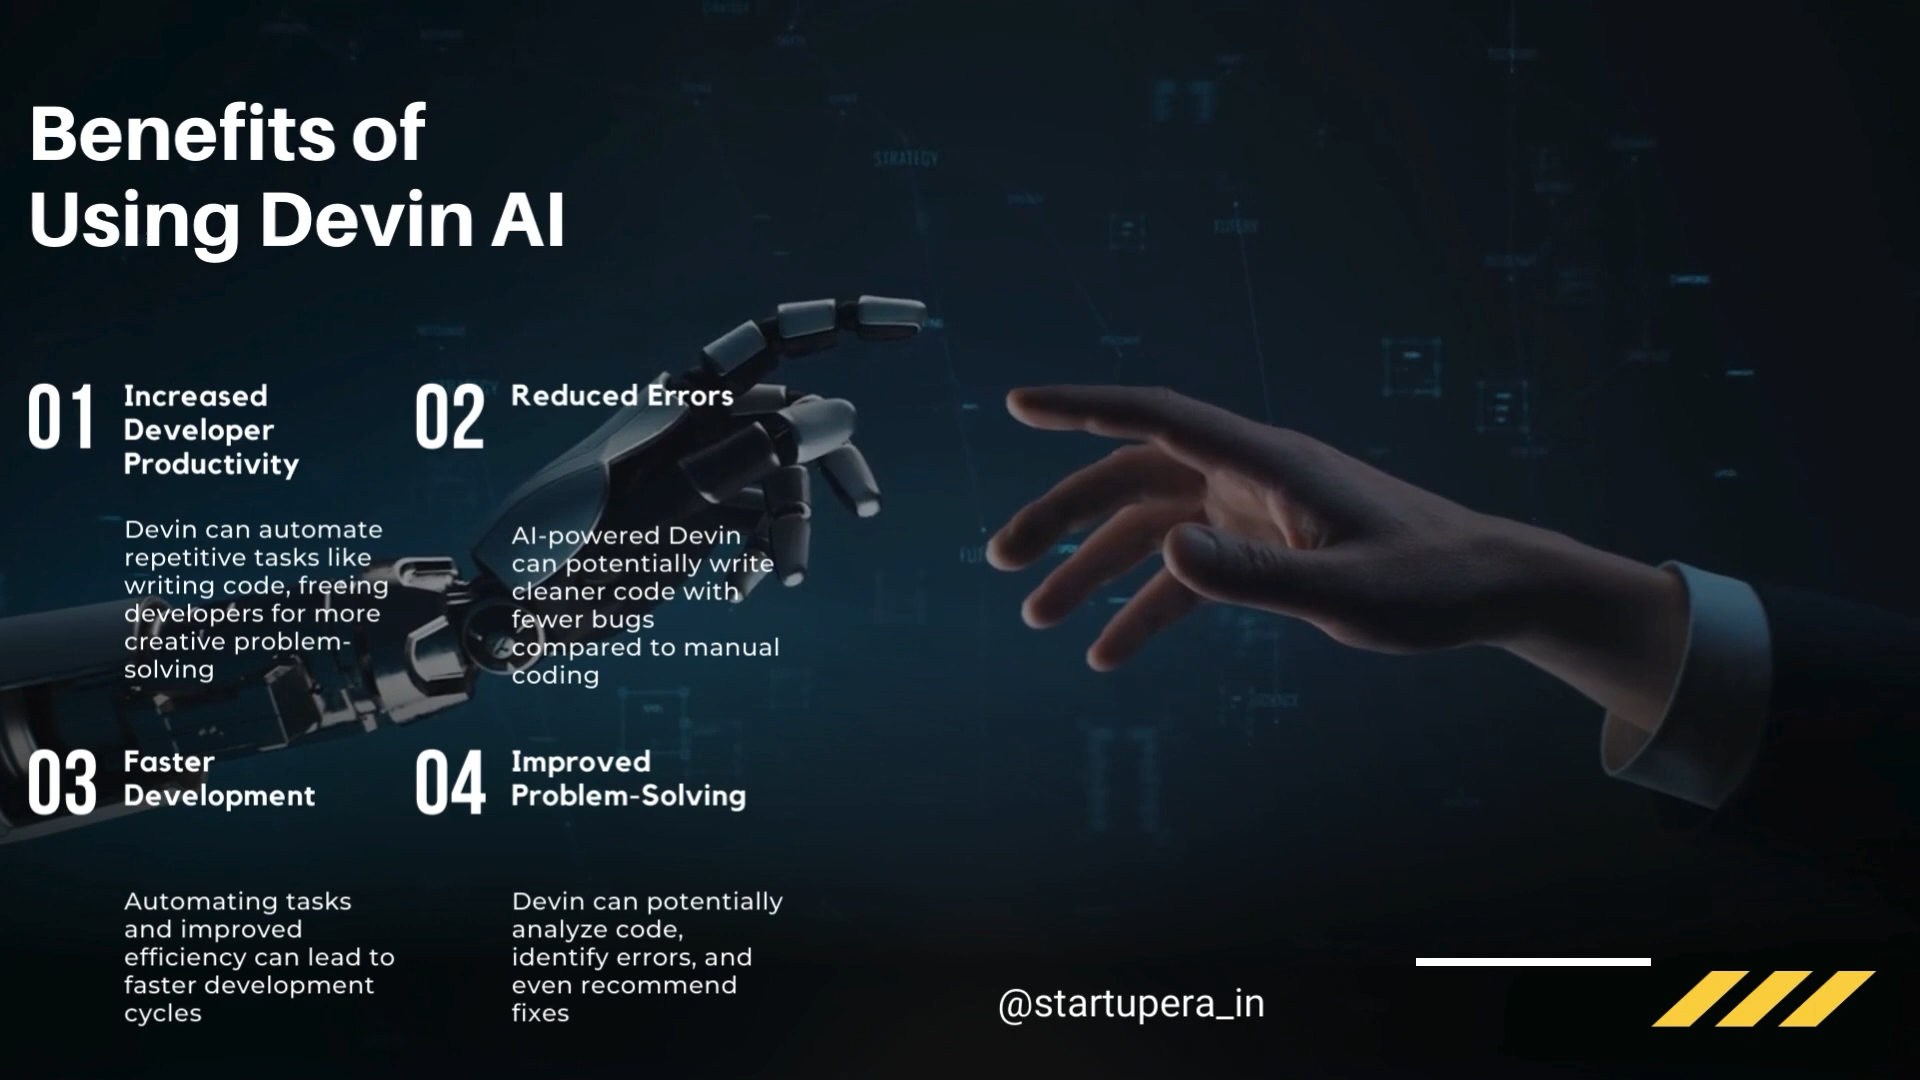 Benefits of
Using Devin AI
01
Increased
Developer
Productivity
Devin can automate
repetitive tasks like
writing code, freeing
developers for more
creative problem-
solving
02
Reduced Errors
AI-powered Devin
can potentially write
cleaner code with
fewer bugs
compared to manual
coding
03
Faster
Development
Automating tasks
and improved
efficiency can lead to
faster development
cycles
04
Improved
Problem-Solving
Devin can potentially
analyze code,
identify errors, and
even recommend
fixes
@startupera_in
STRATEGY
FUTURE